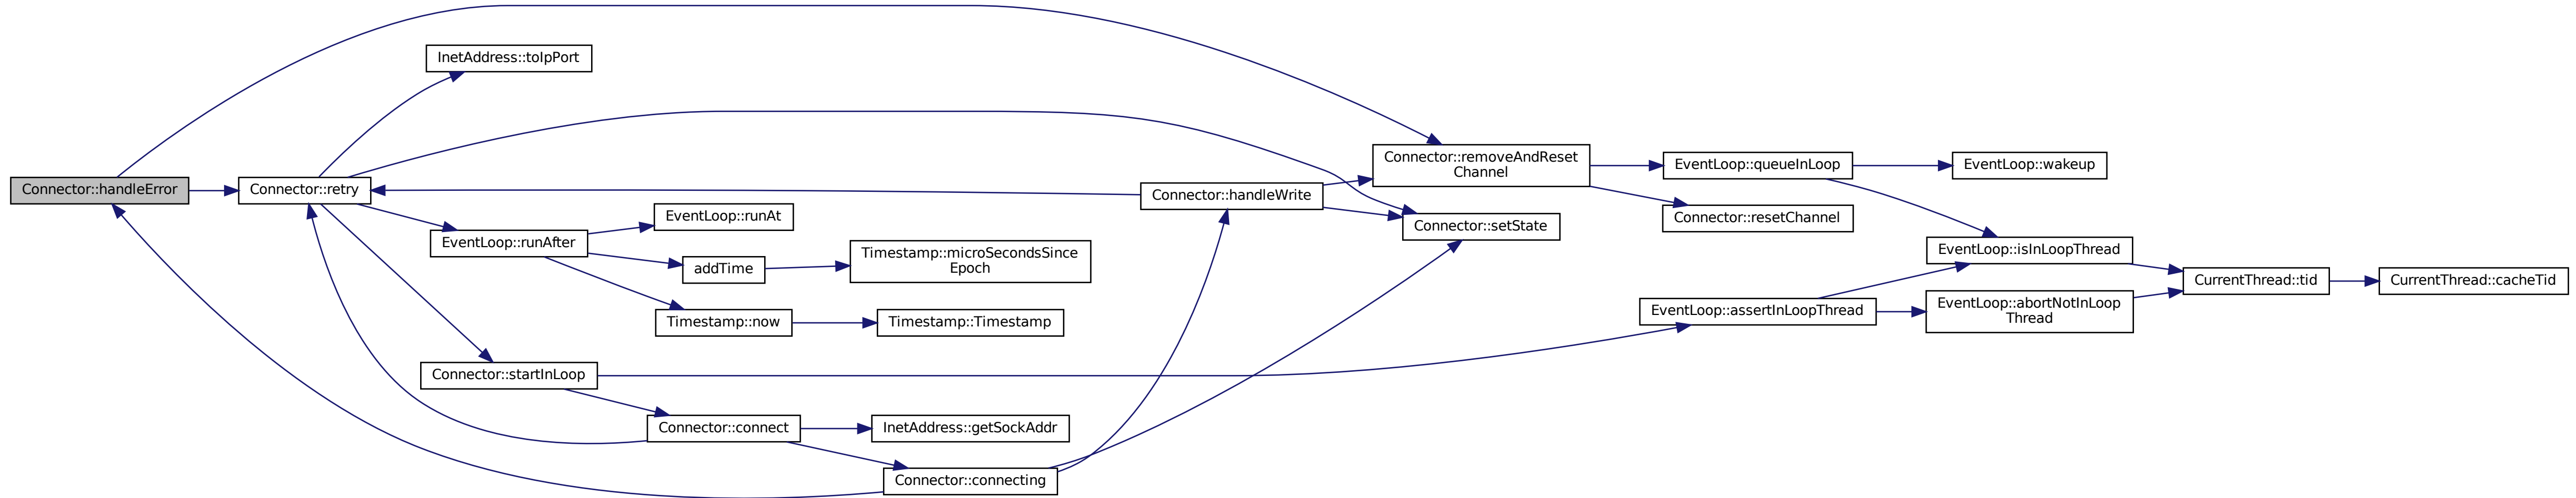 Connector::handleError
Connector::retry
InetAddress::toIpPort
EventLoop::runAfter
EventLoop::runAt
addTime
Timestamp::microSecondsSince
Epoch
Timestamp::now
Timestamp::Timestamp
Connector::startInLoop
Connector::connect
InetAddress::getSockAddr
Connector::connecting
Connector::handleWrite
Connector::removeAndReset
Channel
Connector::setState
EventLoop::queueInLoop
Connector::resetChannel
EventLoop::wakeup
EventLoop::isInLoopThread
EventLoop::assertInLoopThread
EventLoop::abortNotInLoop
Thread
CurrentThread::tid
CurrentThread::cacheTid